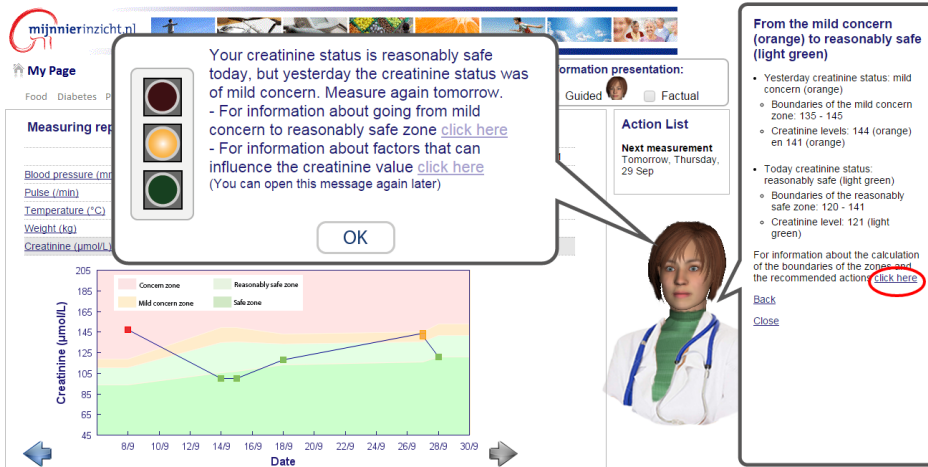 mijnnierinzicht.nl
My Page
Food Diabetes
Measuring rep
Blood pressure (mm
Pulse (/min)
Temperature (°C)
Weight (kg)
Creatinine (µmol/L)
Your creatinine status is reasonably safe
today, but yesterday the creatinine status was
of mild concern. Measure again tomorrow.
- For information about going from mild
concern to reasonably safe zone click here
- For information about factors that can
influence the creatinine value click here
(You can open this message again later)
OK
ormation presentation:
Guided
Factual
Action List
Next measurement
Tomorrow, Thursday,
29 Sep
From the mild concern
(orange) to reasonably safe
(light green)
• Yesterday creatinine status: mild
concern (orange)
Boundaries of the mild concern
zone: 135 - 145
Creatinine levels: 144 (orange)
en 141 (orange)
• Today creatinine status:
reasonably safe (light green)
Boundaries of the reasonably
safe zone: 120 - 141
Creatinine level: 121 (light
green)
For information about the calculation
of the boundaries of the zones and
the recommended actions click here
Back
Close
Creatinine (µmol/L)
205
185
165
145
125
105
85
65
45
Concern zone
Reasonably safe zone
Mild concern zone
Safe zone
8/9 10/9 12/9 14/9 16/9 18/9 20/9 22/9 24/9 26/9 28/9 30/9
Date